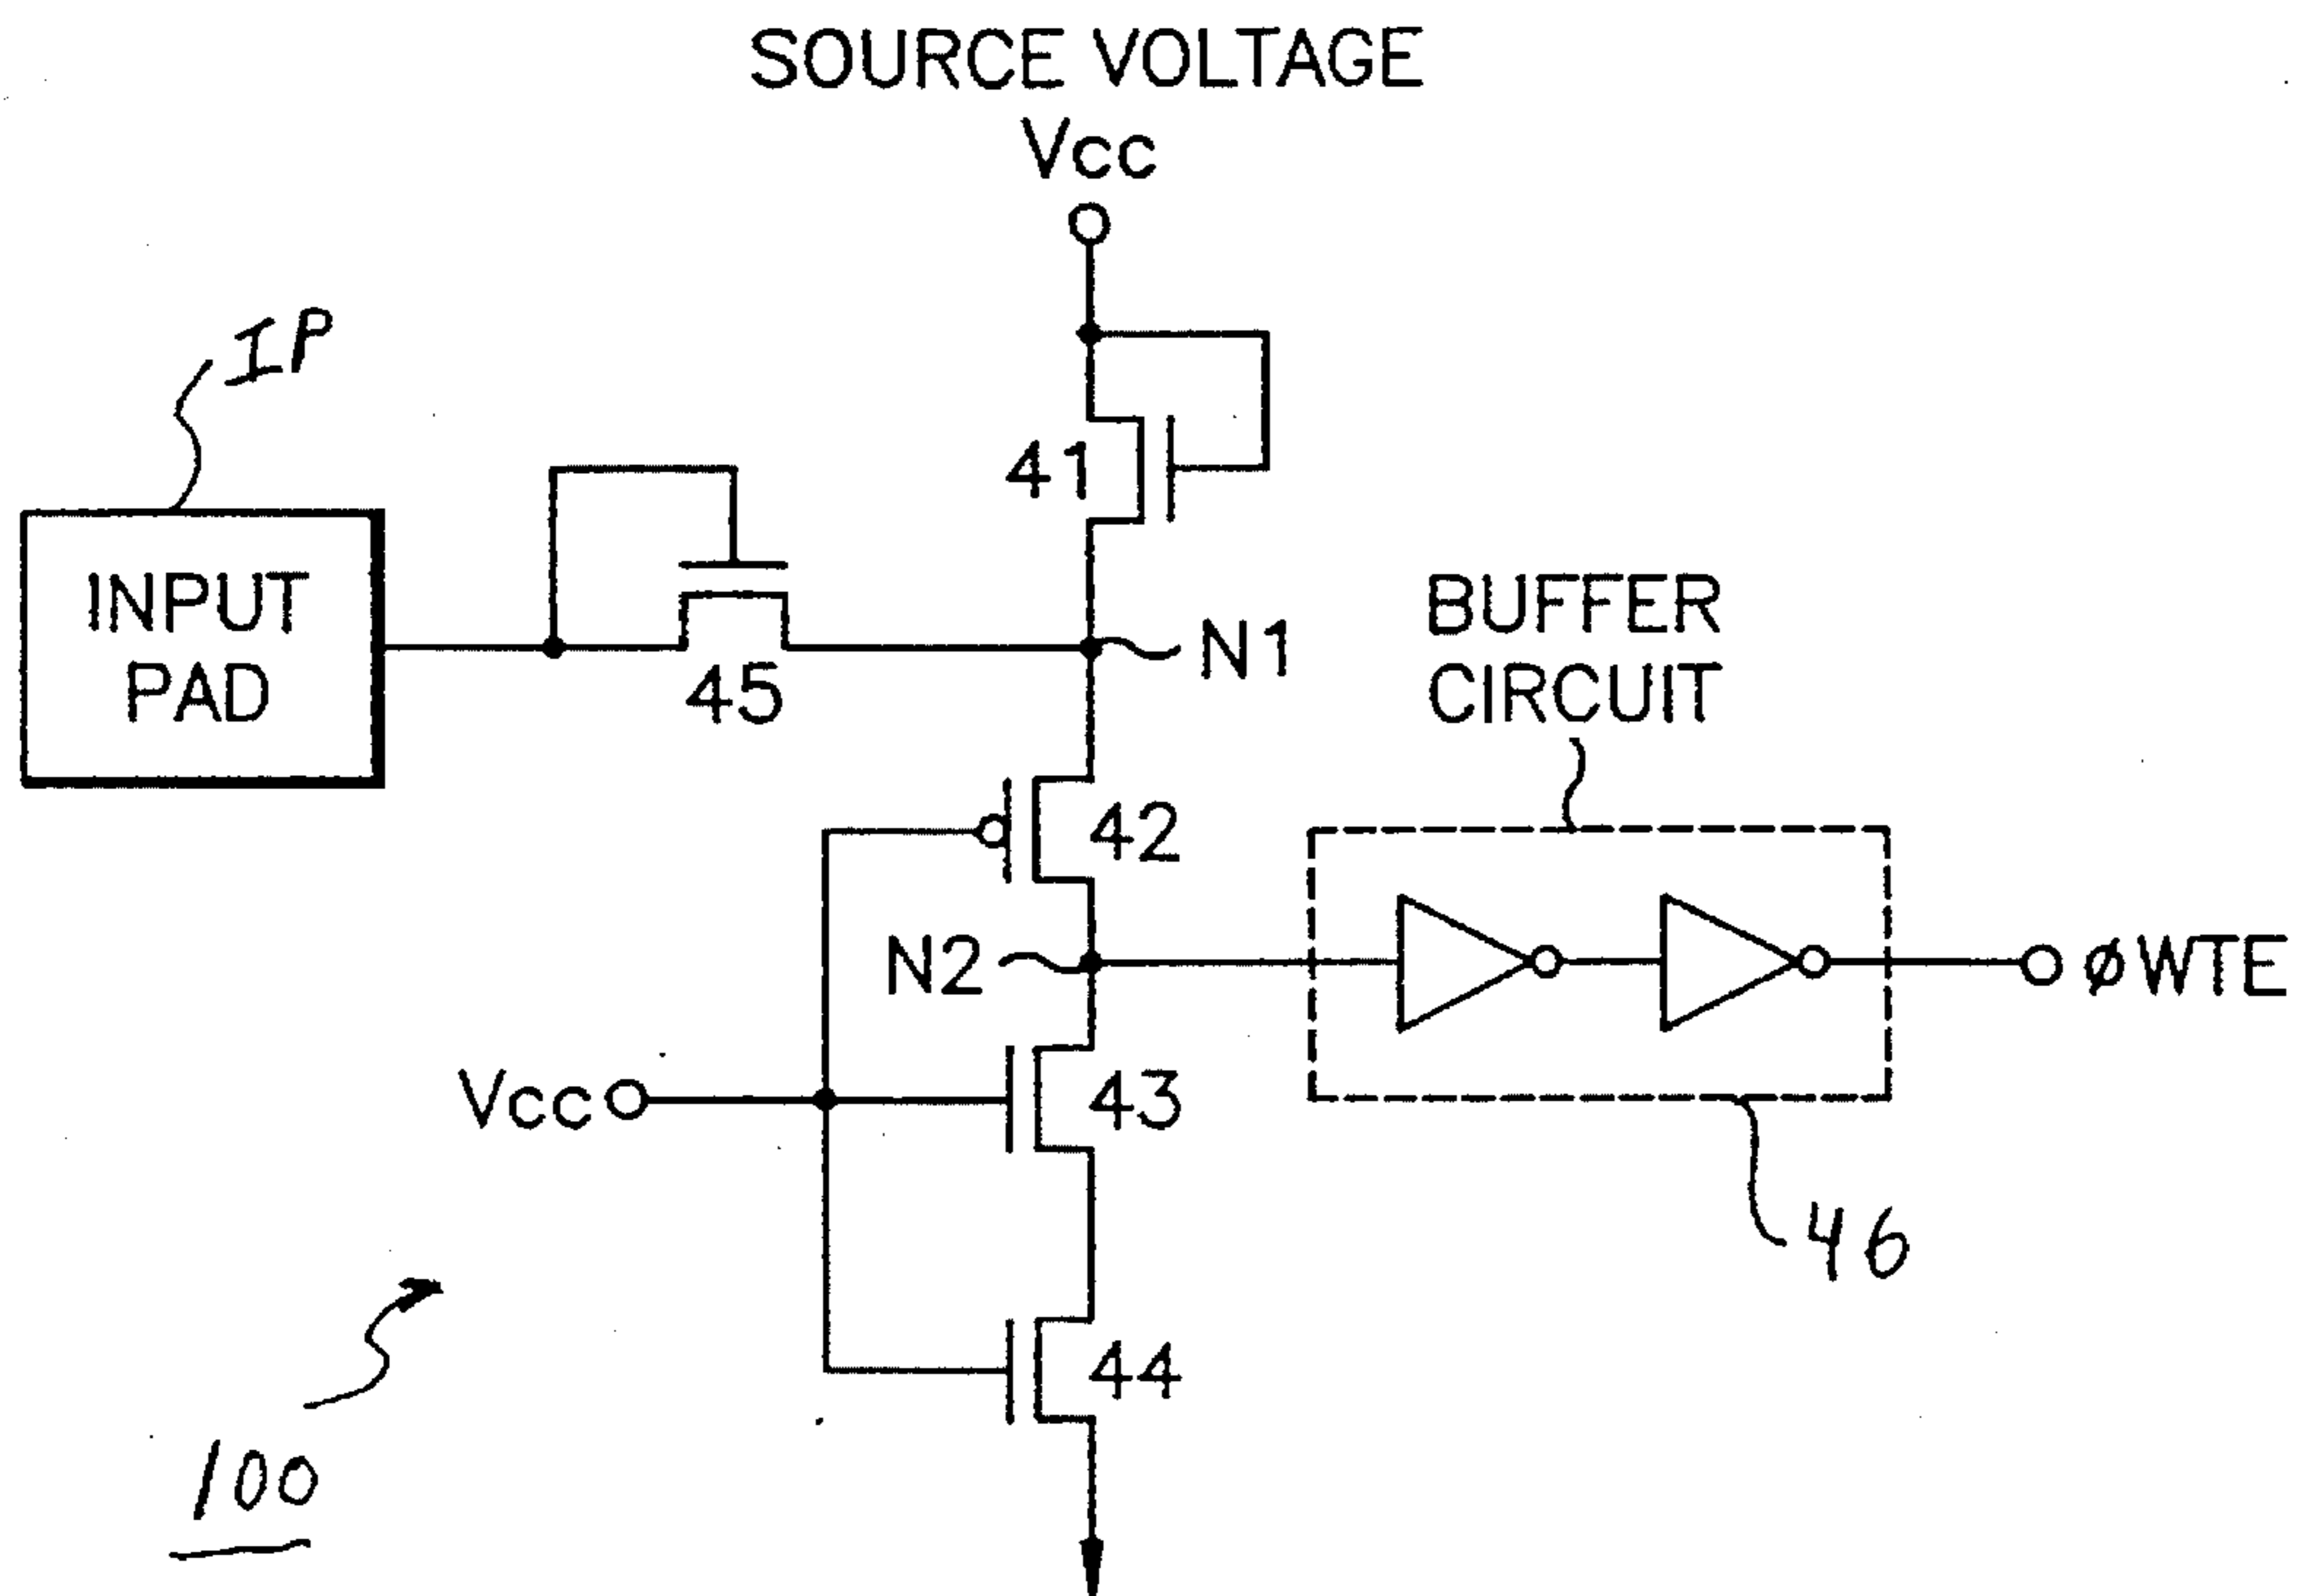 SOURCE VOLTAGE
Vcc
IP
41
INPUT
PAD
45
N1
BUFFER
CIRCUIT
42
N2
øWTE
Vcc
43
46
44
100